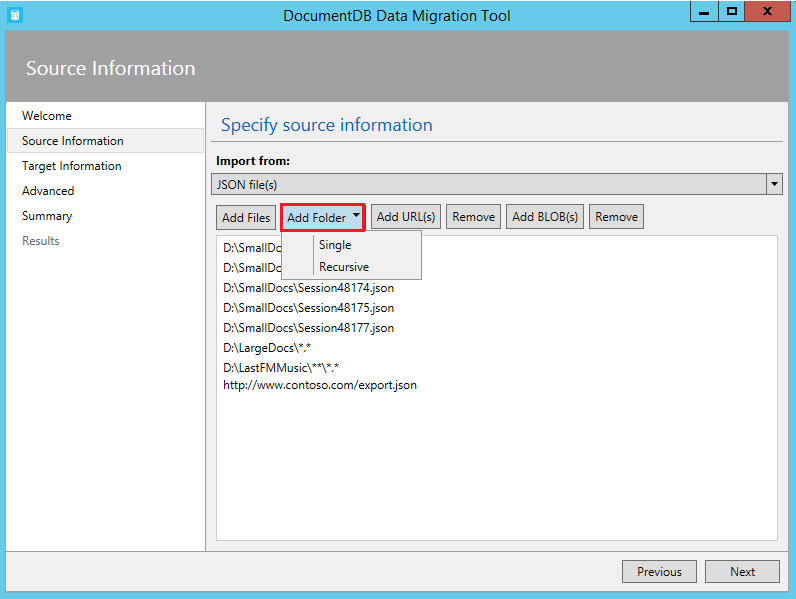 DocumentDB Data Migration Tool
Source Information
Welcome
Source Information
Target Information
Advanced
Summary
Results
Specify source information
Import from:
JSON file(s)
Add Files Add Folder Add URL(s) Remove Add BLOB(s) Remove
Single
Recursive
D:\SmallDo
D:\SmallDo
D:\SmallDocs\Session48174.json
D:\SmallDocs\Session48175.json
D:\SmallDocs\Session48177.json
D:\LargeDocs\*.*
D:\LastFMMusic\**\*.*
http://www.contoso.com/export.json
Previous Next